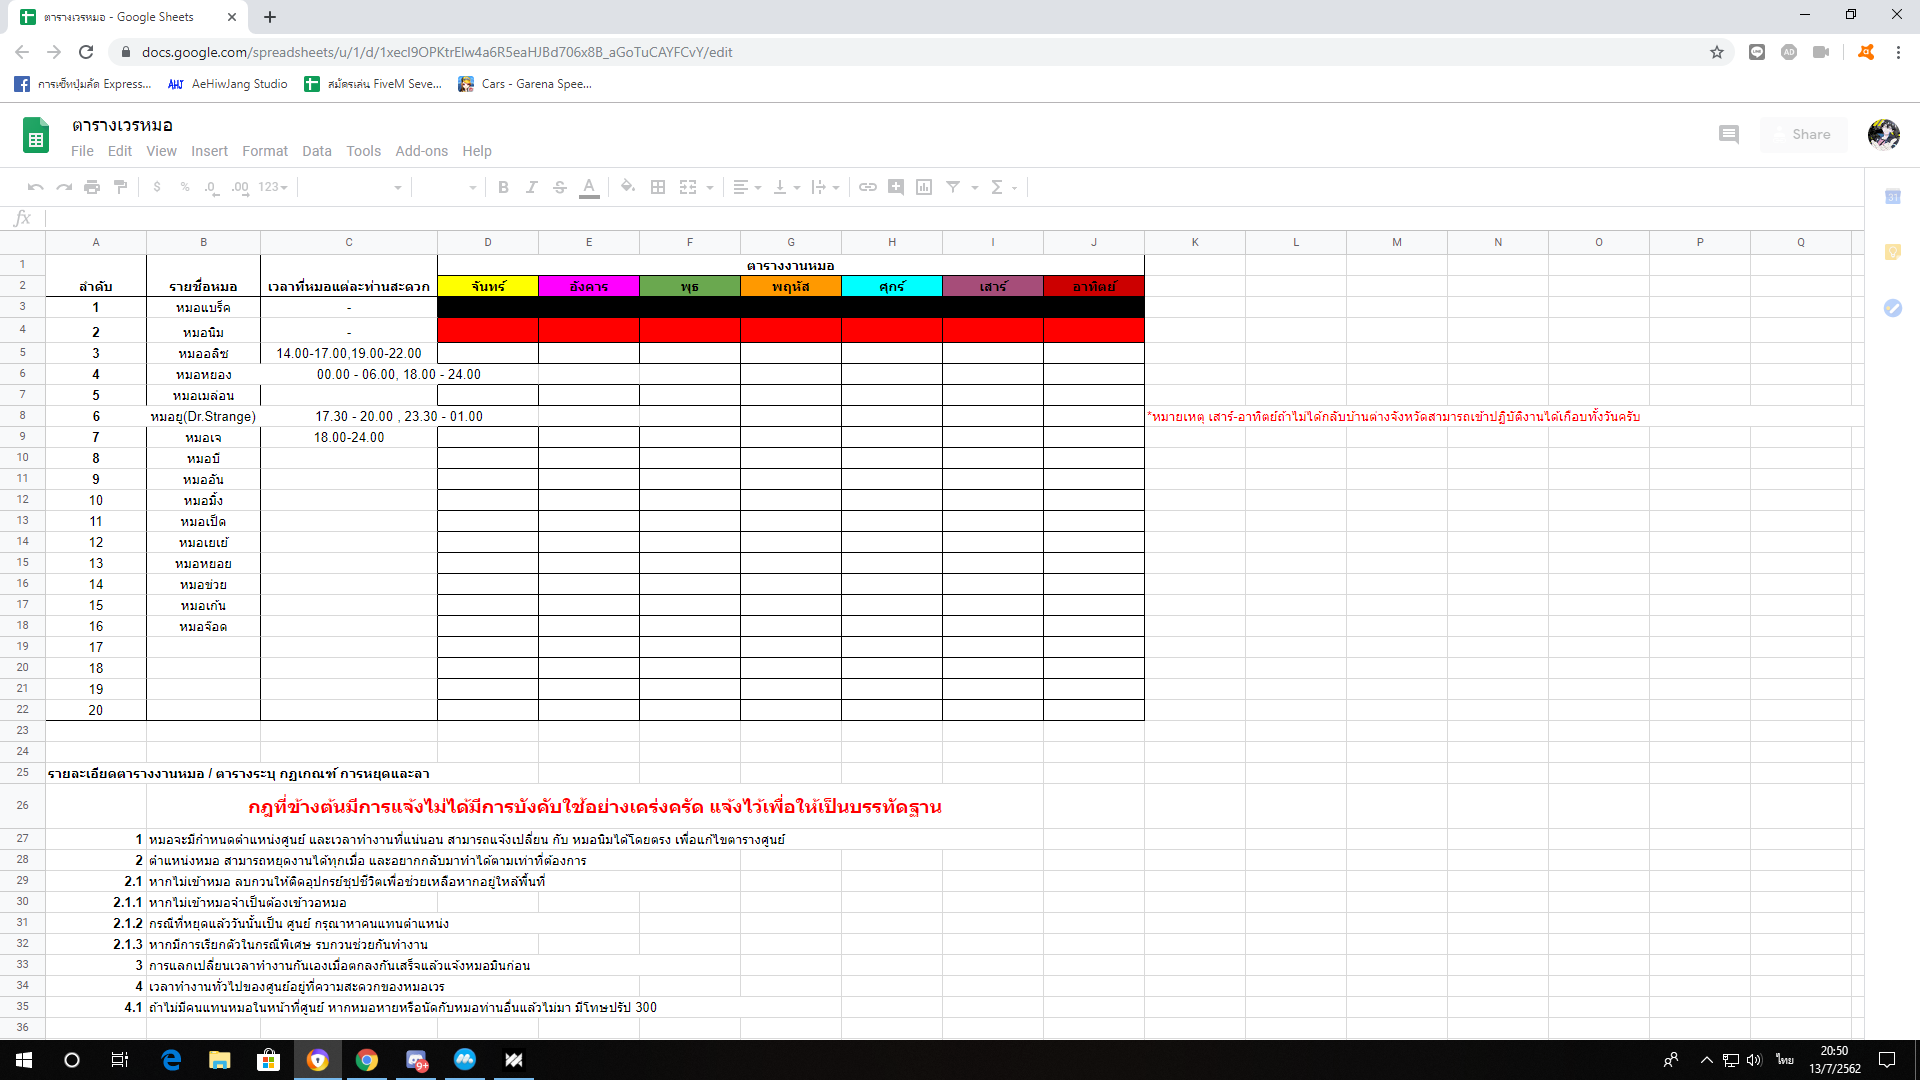 ตารางเวรหมอ - Google Sheets
docs.google.com/spreadsheets/u/1/d/1xecI9OPKtrElw4a6R5eaHJBd706x8B_aGoTuCAYFCvY/edit
การเซ็ทปุ่มลัด Express... AeHiwJang Studio สมัครเล่น FiveM Seve... Cars - Garena Spee...
ตารางเวรหมอ
File Edit View Insert Format Data Tools Add-ons Help
Share
$ % .0 .00 123
fx
A B C D E F G H I J K L M N O P Q
1 ตารางงานหมอ
2 ลำดับ รายชื่อหมอ เวลาที่หมอแต่ละท่านสะดวก จันทร์ อังคาร พุธ พฤหัส ศุกร์ เสาร์ อาทิตย์
3 1 หมอแบร็ค -
4 2 หมอนิม -
5 3 หมออลิซ 14.00-17.00,19.00-22.00
6 4 หมอหยอง 00.00 - 06.00, 18.00 - 24.00
7 5 หมอเมล่อน
8 6 หมอยู(Dr.Strange) 17.30 - 20.00 , 23.30 - 01.00 *หมายเหตุ เสาร์-อาทิตย์ถ้าไม่ได้กลับบ้านต่างจังหวัดสามารถเข้าปฏิบัติงานได้เกือบทั้งวันครับ
9 7 หมอเจ 18.00-24.00
10 8 หมอบี
11 9 หมออัน
12 10 หมอมิ้ง
13 11 หมอเป็ด
14 12 หมอเยเย้
15 13 หมอหยอย
16 14 หมอช่วย
17 15 หมอเก้น
18 16 หมอจ๊อด
19 17
20 18
21 19
22 20
23
24
25 รายละเอียดตารางงานหมอ / ตารางระบุ กฏเกณฑ์ การหยุดและลา
26 กฎที่ข้างต้นมีการแจ้งไม่ได้มีการบังคับใช้อย่างเคร่งครัด แจ้งไว้เพื่อให้เป็นบรรทัดฐาน
27 1 หมอจะมีกำหนดตำแหน่งศูนย์ และเวลาทำงานที่แน่นอน สามารถแจ้งเปลี่ยน กับ หมอนิมได้โดยตรง เพื่อแก้ไขตารางศูนย์
28 2 ตำแหน่งหมอ สามารถหยุดงานได้ทุกเมื่อ และอยากกลับมาทำได้ตามเท่าที่ต้องการ
29 2.1 หากไม่เข้าหมอ ลบกวนให้ติดอุปกรย์ชุปชีวิตเพื่อช่วยเหลือหากอยู่ใหล้พื้นที่
30 2.1.1 หากไม่เข้าหมอจำเป็นต้องเข้าวอหมอ
31 2.1.2 กรณีที่หยุดแล้ววันนั้นเป็น ศูนย์ กรุณาหาคนแทนตำแหน่ง
32 2.1.3 หากมีการเรียกตัวในกรณีพิเศษ รบกวนช่วยกันทำงาน
33 3 การแลกเปลี่ยนเวลาทำงานกันเองเมื่อตกลงกันเสร็จแล้วแจ้งหมอมินก่อน
34 4 เวลาทำงานทั่วไปของศูนย์อยู่ที่ความสะดวกของหมอเวร
35 4.1 ถ้าไม่มีคนแทนหมอในหน้าที่ศูนย์ หากหมอหายหรือนัดกับหมอท่านอื่นแล้วไม่มา มีโทษปรัป 300
36
ไทย
20:50
13/7/2562